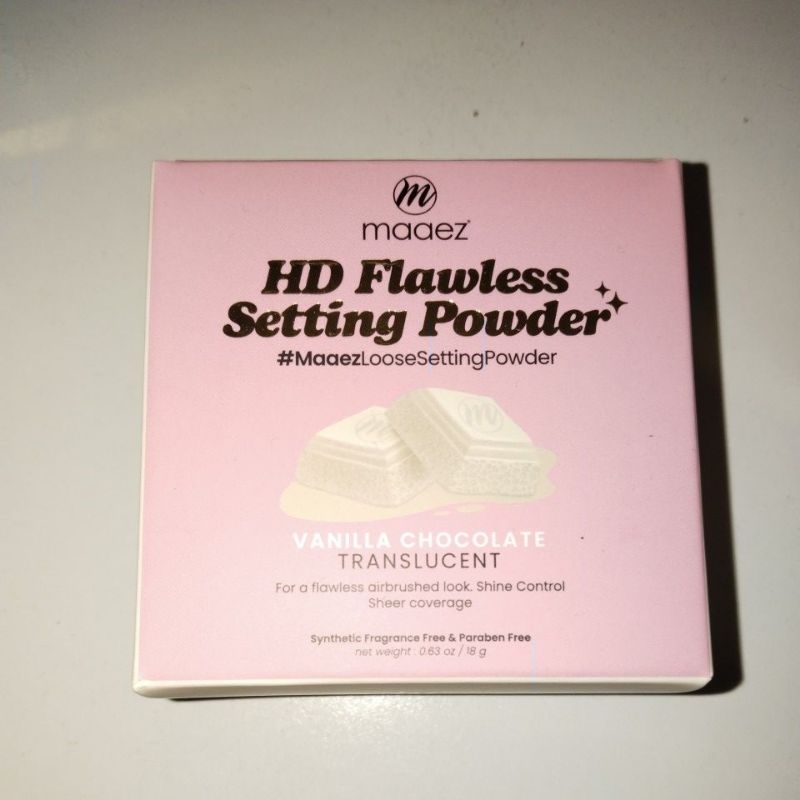 m
maaez
HD Flawless
Setting Powder
#MaaezLooseSettingPowder
m
m
VANILLA CHOCOLATE
TRANSLUCENT
For a flawless airbrushed look. Shine Control
Sheer coverage
Synthetic Fragrance Free & Paraben Free
net weight : 0.63 oz / 18 g